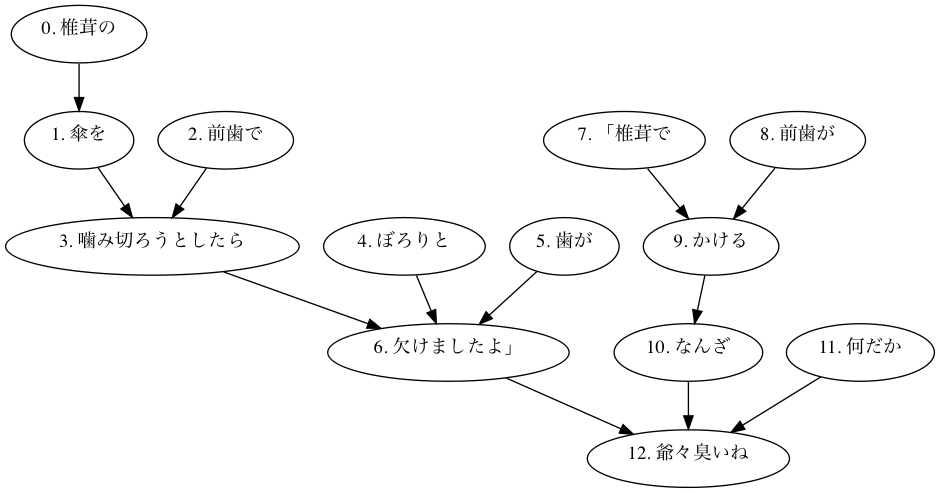 0. 椎茸の
1. 傘を
2. 前歯で
7. 「椎茸で
8. 前歯が
3. 噛み切ろうとしたら
4. ぼろりと
5. 歯が
9. かける
6. 欠けましたよ」
10. なんざ
11. 何だか
12. 爺々臭いね